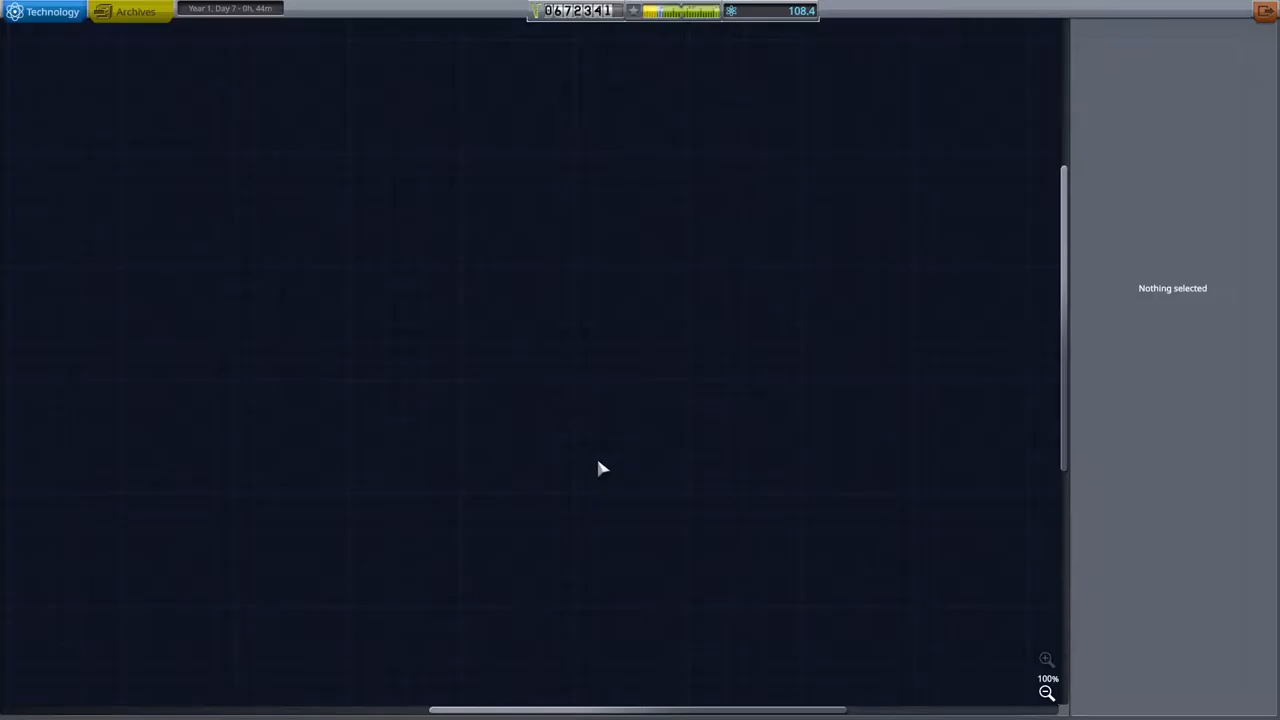 Technology
Archives
Year 1, Day 7 - 0h, 44m
0672341
108.4
Nothing selected
100%